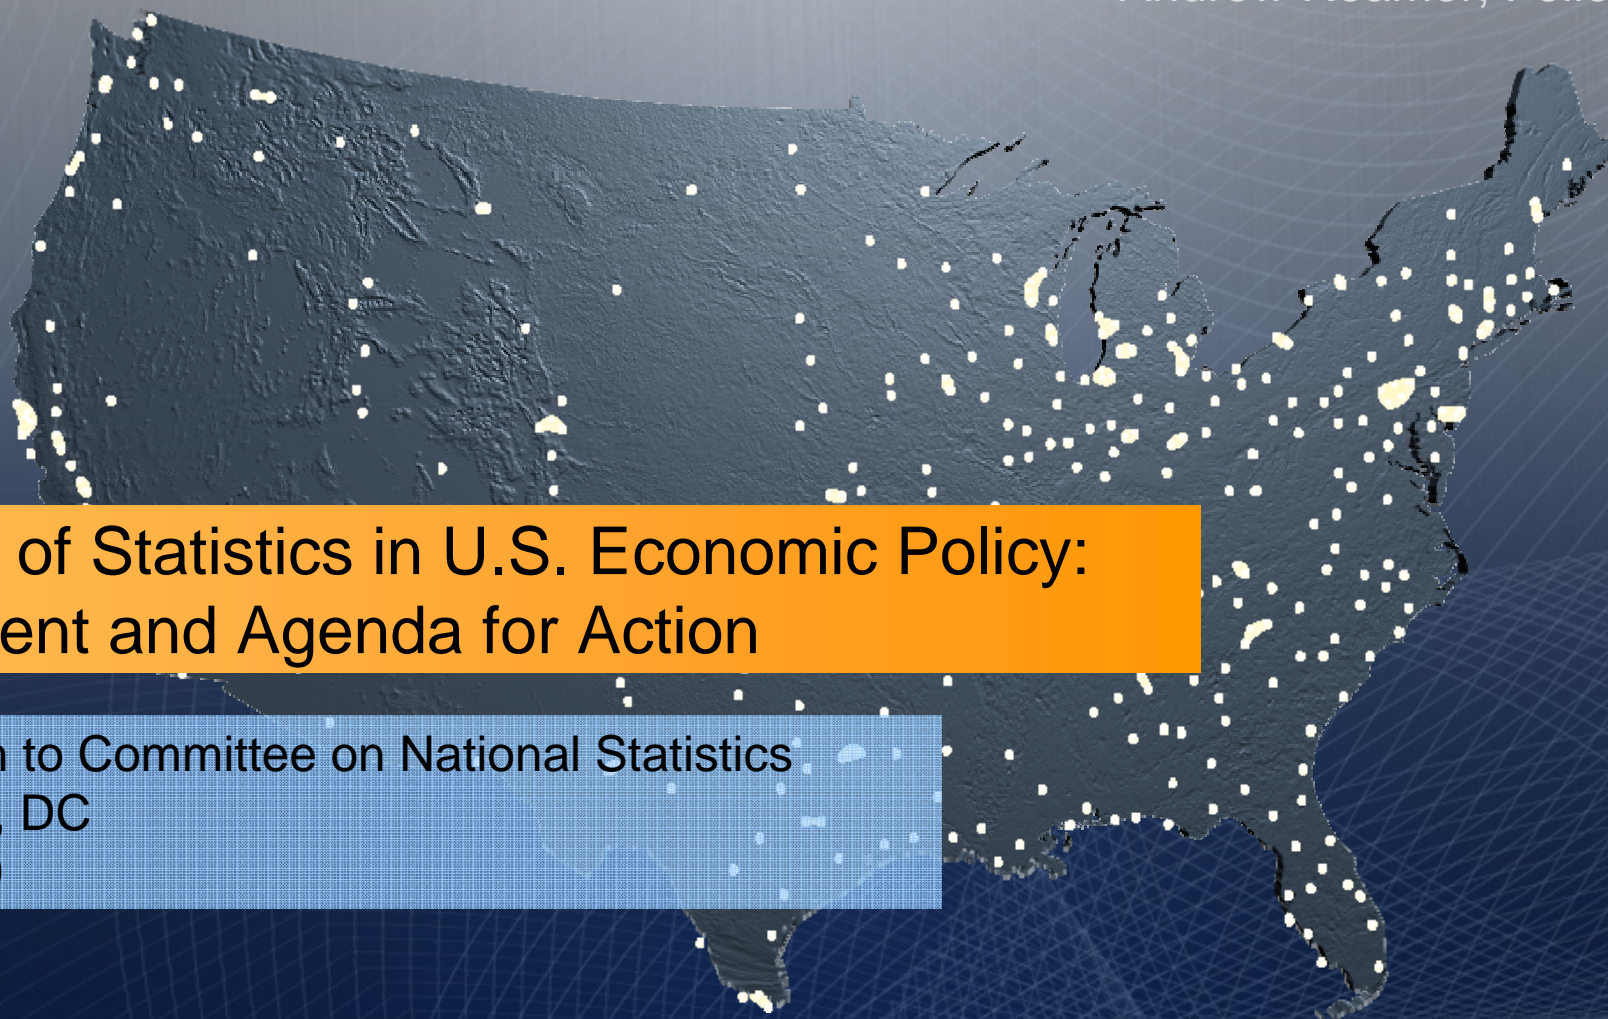 of Statistics in U.S. Economic Policy:
ent and Agenda for Action
n to Committee on National Statistics
, DC